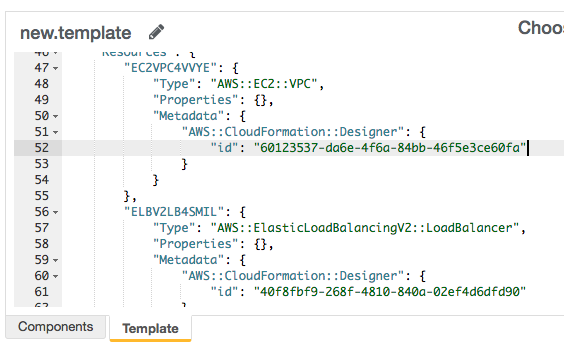 new.template
Choos
46 "Resources": {
47 "EC2VPC4VVYE": {
48 "Type": "AWS::EC2::VPC",
49 "Properties": {},
50 "Metadata": {
51 "AWS::CloudFormation::Designer": {
52 "id": "60123537-da6e-4f6a-84bb-46f5e3ce60fa"
53 }
54 }
55 },
56 "ELBV2LB4SMIL": {
57 "Type": "AWS::ElasticLoadBalancingV2::LoadBalancer",
58 "Properties": {},
59 "Metadata": {
60 "AWS::CloudFormation::Designer": {
61 "id": "40f8fbf9-268f-4810-840a-02ef4d6dfd90"
Components
Template